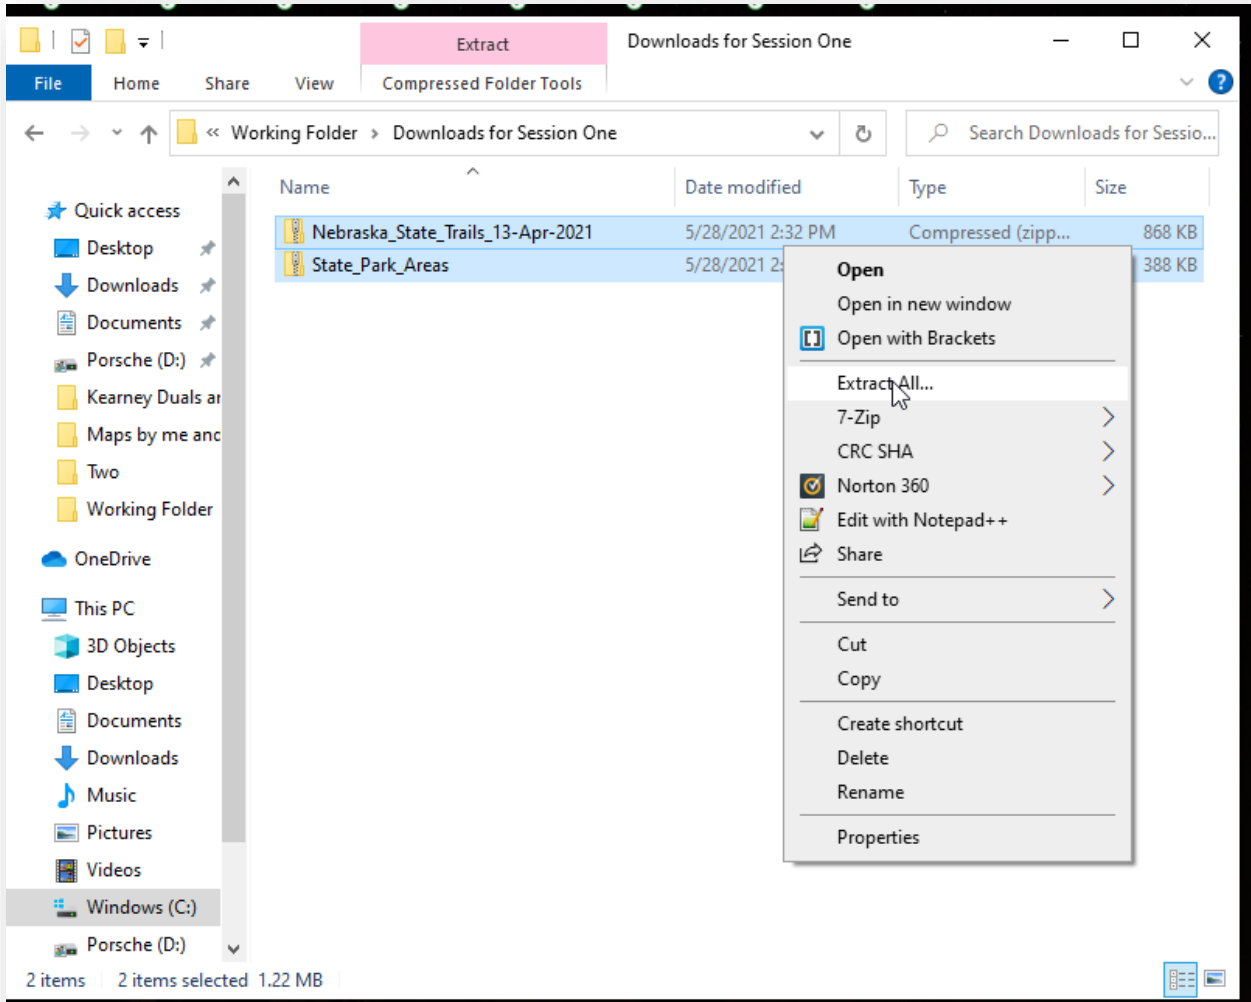 Extract
Downloads for Session One
File
Home
Share
View
Compressed Folder Tools
?
« Working Folder > Downloads for Session One
Search Downloads for Sessio...
Name
Date modified
Type
Size
Quick access
Desktop
Downloads
Documents
Porsche (D:)
Kearney Duals ar
Maps by me and
Two
Working Folder
OneDrive
This PC
3D Objects
Desktop
Documents
Downloads
Music
Pictures
Videos
Windows (C:)
Porsche (D:)
Nebraska_State_Trails_13-Apr-2021 5/28/2021 2:32 PM Compressed (zipp... 868 KB
State_Park_Areas 5/28/2021 2: 388 KB
Open
Open in new window
Open with Brackets
Extract All...
7-Zip
CRC SHA
Norton 360
Edit with Notepad++
Share
Send to
Cut
Copy
Create shortcut
Delete
Rename
Properties
2 items 2 items selected 1.22 MB